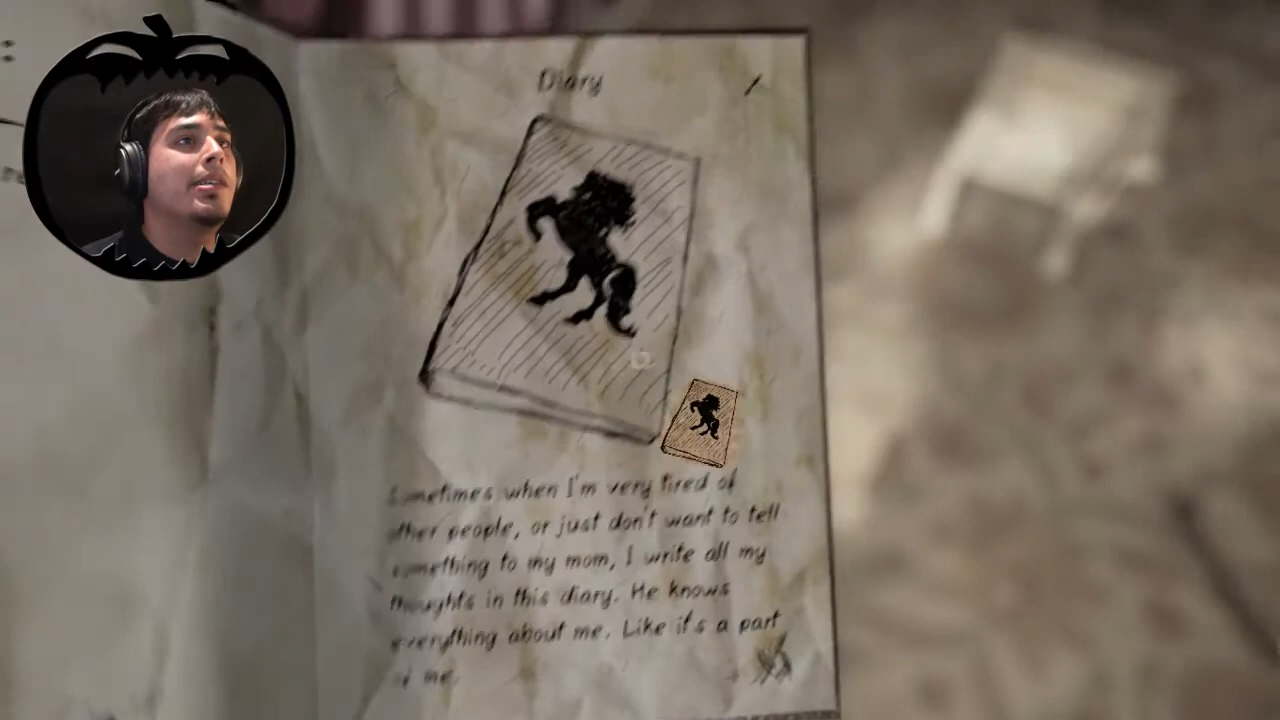 Diary
Sometimes when I'm very tired of
other people, or just don't want to tell
something to my mom, I write all my
thoughts in this diary. He knows
everything about me. Like it's a part
of me.